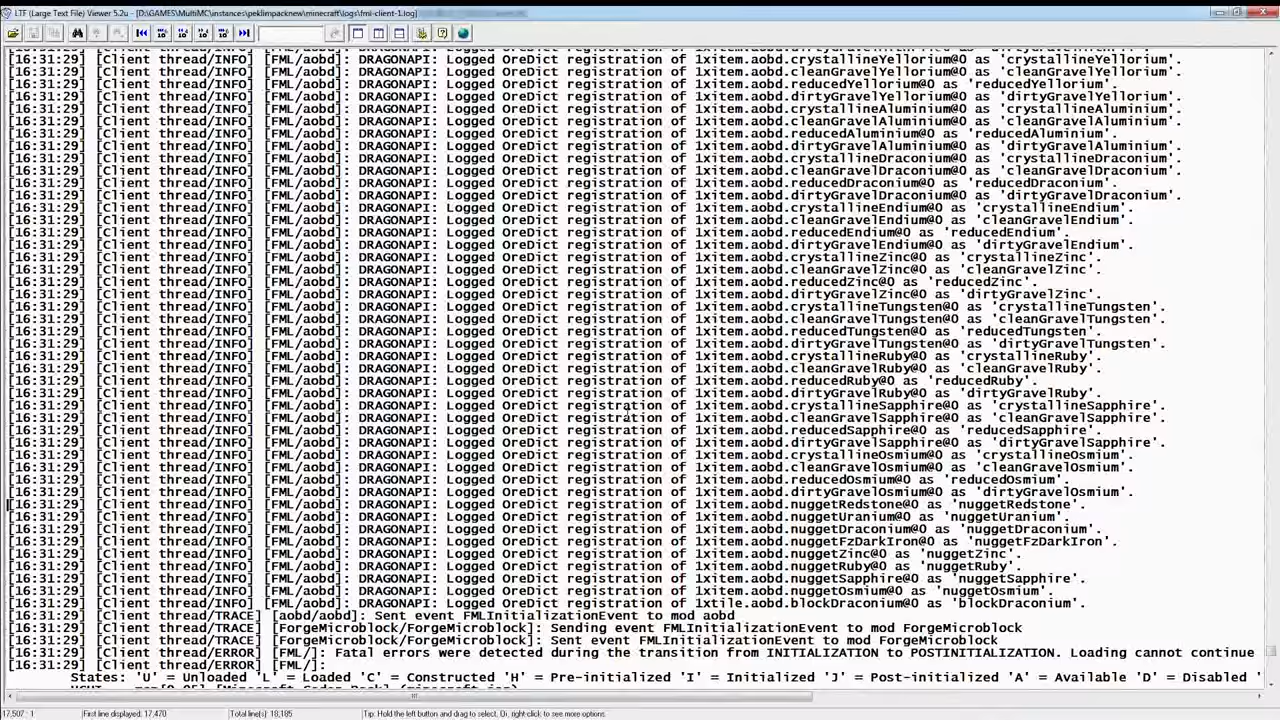 LTF (Large Text File) Viewer 5.2u - [D:\GAMES\MultiMC\instances\peklimpacknew\minecraft\logs\fml-client-1.log]
[16:31:29] [Client thread/INFO] [FML/aobd]: DRAGONAPI: Logged OreDict registration of 1xitem.aobd.crystallineYellorium@0 as 'crystallineYellorium'.
[16:31:29] [Client thread/INFO] [FML/aobd]: DRAGONAPI: Logged OreDict registration of 1xitem.aobd.cleanGravelYellorium@0 as 'cleanGravelYellorium'.
[16:31:29] [Client thread/INFO] [FML/aobd]: DRAGONAPI: Logged OreDict registration of 1xitem.aobd.reducedYellorium@0 as 'reducedYellorium'.
[16:31:29] [Client thread/INFO] [FML/aobd]: DRAGONAPI: Logged OreDict registration of 1xitem.aobd.dirtyGravelYellorium@0 as 'dirtyGravelYellorium'.
[16:31:29] [Client thread/INFO] [FML/aobd]: DRAGONAPI: Logged OreDict registration of 1xitem.aobd.crystallineAluminium@0 as 'crystallineAluminium'.
[16:31:29] [Client thread/INFO] [FML/aobd]: DRAGONAPI: Logged OreDict registration of 1xitem.aobd.cleanGravelAluminium@0 as 'cleanGravelAluminium'.
[16:31:29] [Client thread/INFO] [FML/aobd]: DRAGONAPI: Logged OreDict registration of 1xitem.aobd.reducedAluminium@0 as 'reducedAluminium'.
[16:31:29] [Client thread/INFO] [FML/aobd]: DRAGONAPI: Logged OreDict registration of 1xitem.aobd.dirtyGravelAluminium@0 as 'dirtyGravelAluminium'.
[16:31:29] [Client thread/INFO] [FML/aobd]: DRAGONAPI: Logged OreDict registration of 1xitem.aobd.crystallineDraconium@0 as 'crystallineDraconium'.
[16:31:29] [Client thread/INFO] [FML/aobd]: DRAGONAPI: Logged OreDict registration of 1xitem.aobd.cleanGravelDraconium@0 as 'cleanGravelDraconium'.
[16:31:29] [Client thread/INFO] [FML/aobd]: DRAGONAPI: Logged OreDict registration of 1xitem.aobd.reducedDraconium@0 as 'reducedDraconium'.
[16:31:29] [Client thread/INFO] [FML/aobd]: DRAGONAPI: Logged OreDict registration of 1xitem.aobd.dirtyGravelDraconium@0 as 'dirtyGravelDraconium'.
[16:31:29] [Client thread/INFO] [FML/aobd]: DRAGONAPI: Logged OreDict registration of 1xitem.aobd.crystallineEndium@0 as 'crystallineEndium'.
[16:31:29] [Client thread/INFO] [FML/aobd]: DRAGONAPI: Logged OreDict registration of 1xitem.aobd.cleanGravelEndium@0 as 'cleanGravelEndium'.
[16:31:29] [Client thread/INFO] [FML/aobd]: DRAGONAPI: Logged OreDict registration of 1xitem.aobd.reducedEndium@0 as 'reducedEndium'.
[16:31:29] [Client thread/INFO] [FML/aobd]: DRAGONAPI: Logged OreDict registration of 1xitem.aobd.dirtyGravelEndium@0 as 'dirtyGravelEndium'.
[16:31:29] [Client thread/INFO] [FML/aobd]: DRAGONAPI: Logged OreDict registration of 1xitem.aobd.crystallineZinc@0 as 'crystallineZinc'.
[16:31:29] [Client thread/INFO] [FML/aobd]: DRAGONAPI: Logged OreDict registration of 1xitem.aobd.cleanGravelZinc@0 as 'cleanGravelZinc'.
[16:31:29] [Client thread/INFO] [FML/aobd]: DRAGONAPI: Logged OreDict registration of 1xitem.aobd.reducedZinc@0 as 'reducedZinc'.
[16:31:29] [Client thread/INFO] [FML/aobd]: DRAGONAPI: Logged OreDict registration of 1xitem.aobd.dirtyGravelZinc@0 as 'dirtyGravelZinc'.
[16:31:29] [Client thread/INFO] [FML/aobd]: DRAGONAPI: Logged OreDict registration of 1xitem.aobd.crystallineTungsten@0 as 'crystallineTungsten'.
[16:31:29] [Client thread/INFO] [FML/aobd]: DRAGONAPI: Logged OreDict registration of 1xitem.aobd.cleanGravelTungsten@0 as 'cleanGravelTungsten'.
[16:31:29] [Client thread/INFO] [FML/aobd]: DRAGONAPI: Logged OreDict registration of 1xitem.aobd.reducedTungsten@0 as 'reducedTungsten'.
[16:31:29] [Client thread/INFO] [FML/aobd]: DRAGONAPI: Logged OreDict registration of 1xitem.aobd.dirtyGravelTungsten@0 as 'dirtyGravelTungsten'.
[16:31:29] [Client thread/INFO] [FML/aobd]: DRAGONAPI: Logged OreDict registration of 1xitem.aobd.crystallineRuby@0 as 'crystallineRuby'.
[16:31:29] [Client thread/INFO] [FML/aobd]: DRAGONAPI: Logged OreDict registration of 1xitem.aobd.cleanGravelRuby@0 as 'cleanGravelRuby'.
[16:31:29] [Client thread/INFO] [FML/aobd]: DRAGONAPI: Logged OreDict registration of 1xitem.aobd.reducedRuby@0 as 'reducedRuby'.
[16:31:29] [Client thread/INFO] [FML/aobd]: DRAGONAPI: Logged OreDict registration of 1xitem.aobd.dirtyGravelRuby@0 as 'dirtyGravelRuby'.
[16:31:29] [Client thread/INFO] [FML/aobd]: DRAGONAPI: Logged OreDict registration of 1xitem.aobd.crystallineSapphire@0 as 'crystallineSapphire'.
[16:31:29] [Client thread/INFO] [FML/aobd]: DRAGONAPI: Logged OreDict registration of 1xitem.aobd.cleanGravelSapphire@0 as 'cleanGravelSapphire'.
[16:31:29] [Client thread/INFO] [FML/aobd]: DRAGONAPI: Logged OreDict registration of 1xitem.aobd.reducedSapphire@0 as 'reducedSapphire'.
[16:31:29] [Client thread/INFO] [FML/aobd]: DRAGONAPI: Logged OreDict registration of 1xitem.aobd.dirtyGravelSapphire@0 as 'dirtyGravelSapphire'.
[16:31:29] [Client thread/INFO] [FML/aobd]: DRAGONAPI: Logged OreDict registration of 1xitem.aobd.crystallineOsmium@0 as 'crystallineOsmium'.
[16:31:29] [Client thread/INFO] [FML/aobd]: DRAGONAPI: Logged OreDict registration of 1xitem.aobd.cleanGravelOsmium@0 as 'cleanGravelOsmium'.
[16:31:29] [Client thread/INFO] [FML/aobd]: DRAGONAPI: Logged OreDict registration of 1xitem.aobd.reducedOsmium@0 as 'reducedOsmium'.
[16:31:29] [Client thread/INFO] [FML/aobd]: DRAGONAPI: Logged OreDict registration of 1xitem.aobd.dirtyGravelOsmium@0 as 'dirtyGravelOsmium'.
[16:31:29] [Client thread/INFO] [FML/aobd]: DRAGONAPI: Logged OreDict registration of 1xitem.aobd.nuggetRedstone@0 as 'nuggetRedstone'.
[16:31:29] [Client thread/INFO] [FML/aobd]: DRAGONAPI: Logged OreDict registration of 1xitem.aobd.nuggetUranium@0 as 'nuggetUranium'.
[16:31:29] [Client thread/INFO] [FML/aobd]: DRAGONAPI: Logged OreDict registration of 1xitem.aobd.nuggetDraconium@0 as 'nuggetDraconium'.
[16:31:29] [Client thread/INFO] [FML/aobd]: DRAGONAPI: Logged OreDict registration of 1xitem.aobd.nuggetFzDarkIron@0 as 'nuggetFzDarkIron'.
[16:31:29] [Client thread/INFO] [FML/aobd]: DRAGONAPI: Logged OreDict registration of 1xitem.aobd.nuggetZinc@0 as 'nuggetZinc'.
[16:31:29] [Client thread/INFO] [FML/aobd]: DRAGONAPI: Logged OreDict registration of 1xitem.aobd.nuggetRuby@0 as 'nuggetRuby'.
[16:31:29] [Client thread/INFO] [FML/aobd]: DRAGONAPI: Logged OreDict registration of 1xitem.aobd.nuggetSapphire@0 as 'nuggetSapphire'.
[16:31:29] [Client thread/INFO] [FML/aobd]: DRAGONAPI: Logged OreDict registration of 1xitem.aobd.nuggetOsmium@0 as 'nuggetOsmium'.
[16:31:29] [Client thread/INFO] [FML/aobd]: DRAGONAPI: Logged OreDict registration of 1xtile.aobd.blockDraconium@0 as 'blockDraconium'.
[16:31:29] [Client thread/TRACE] [aobd/aobd]: Sent event FMLInitializationEvent to mod aobd
[16:31:29] [Client thread/TRACE] [ForgeMicroblock/ForgeMicroblock]: Sending event FMLInitializationEvent to mod ForgeMicroblock
[16:31:29] [Client thread/TRACE] [ForgeMicroblock/ForgeMicroblock]: Sent event FMLInitializationEvent to mod ForgeMicroblock
[16:31:29] [Client thread/ERROR] [FML/]: Fatal errors were detected during the transition from INITIALIZATION to POSTINITIALIZATION. Loading cannot continue
[16:31:29] [Client thread/ERROR] [FML/]:
States: 'U' = Unloaded 'L' = Loaded 'C' = Constructed 'H' = Pre-initialized 'I' = Initialized 'J' = Post-initialized 'A' = Available 'D' = Disabled '
17,507 : 1 First line displayed: 17,470 Total line(s): 18,185 Tip: Hold the left button and drag to select, Or, right-click to see more options.